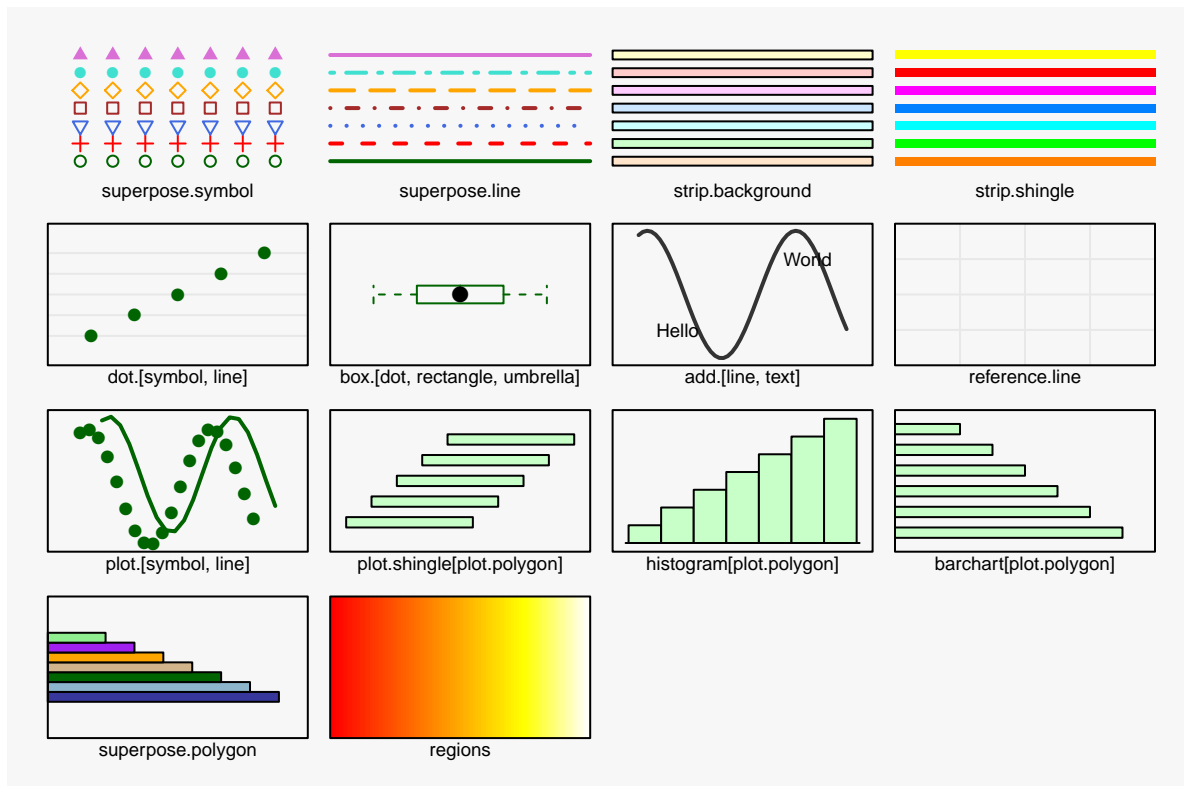 superpose.symbol
superpose.line
strip.background
strip.shingle
World
Hello
dot.[symbol, line]
box.[dot, rectangle, umbrella]
add.[line, text]
reference.line
plot.[symbol, line]
plot.shingle[plot.polygon]
histogram[plot.polygon]
barchart[plot.polygon]
superpose.polygon
regions